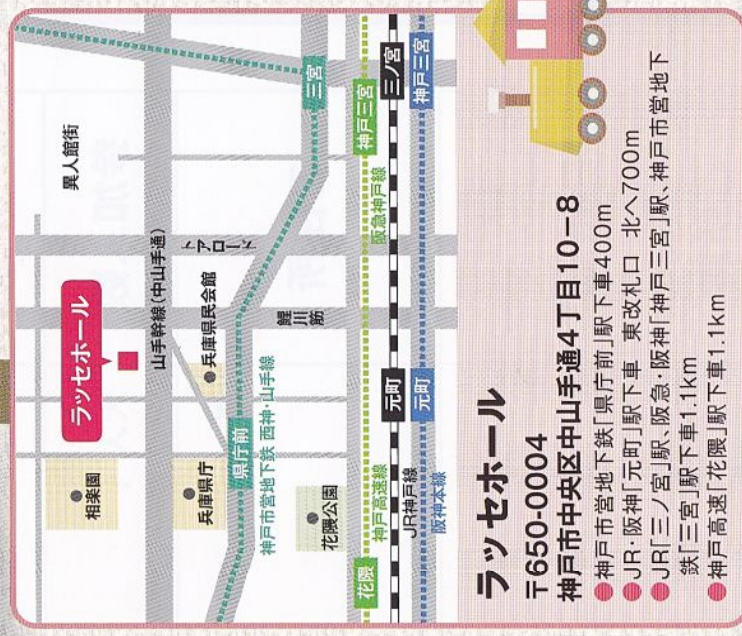 異人館街
ラッセホール
相楽園
山手幹線(中山手通)
トアロード
兵庫県民会館
兵庫県庁
県庁前
神戸市営地下鉄 西神・山手線
鯉川筋
三宮
花隈公園
花隈
神戸高速線
阪急神戸線
神戸三宮
JR神戸線
元町
三ノ宮
阪神本線
元町
神戸三宮
ラッセホール
〒650-0004
神戸市中央区中山手通4丁目10−8
●神戸市営地下鉄「県庁前」駅下車400m
●JR・阪神「元町」駅下車 東改札口 北へ700m
●JR「三ノ宮」駅、阪急・阪神「神戸三宮」駅、神戸市営地下
鉄「三宮」駅下車1.1km
●神戸高速「花隈」駅下車1.1km